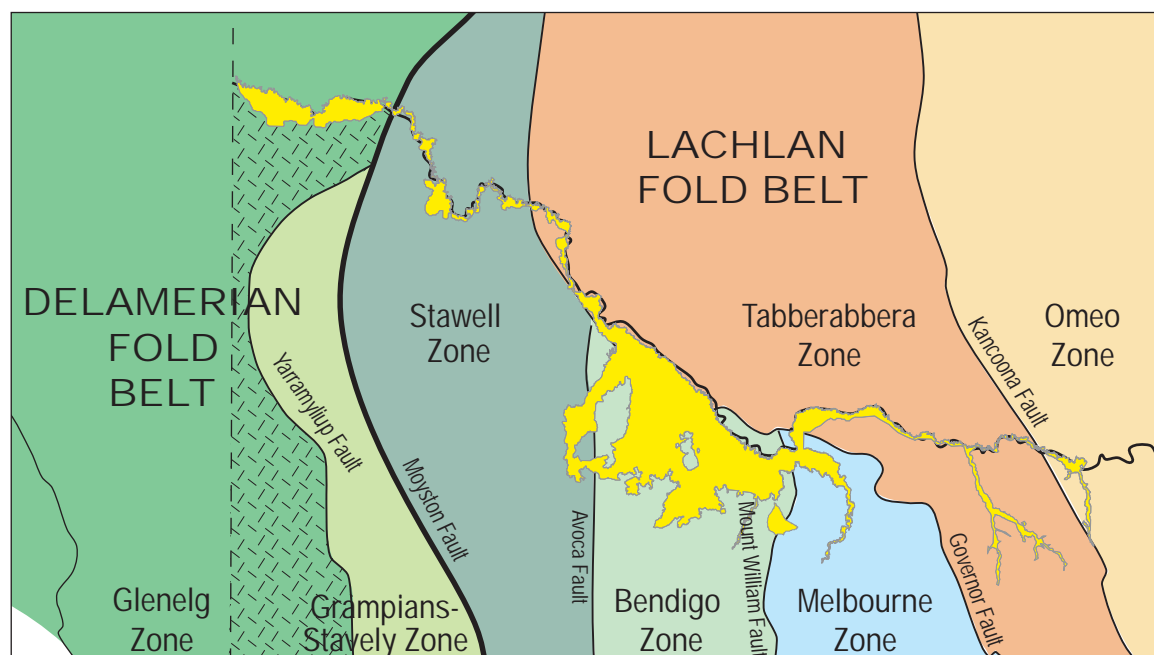 LACHLAN
FOLD BELT
DELAMERIAN
FOLD
BELT
Stawell
Zone
Tabberabbera
Zone
Omeo
Zone
Kancoona Fault
Yarramyljup Fault
Moyston Fault
Avoca Fault
Mount William Fault
Governor Fault
Glenelg
Zone
Grampians-
Stavely Zone
Bendigo
Zone
Melbourne
Zone